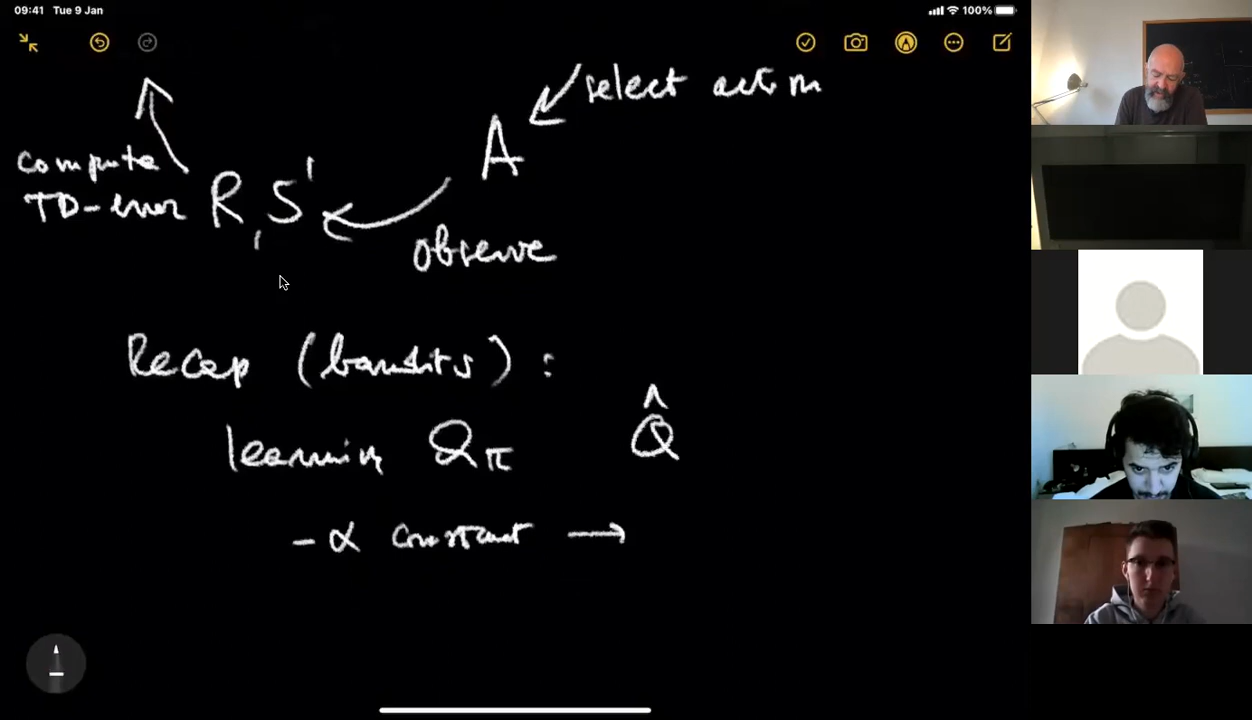 09:41 Tue 9 Jan
100%
select action
A
compute
TD-error R, S'
observe
Recap (bandits) :
learning Qπ Q̂
- α constant →